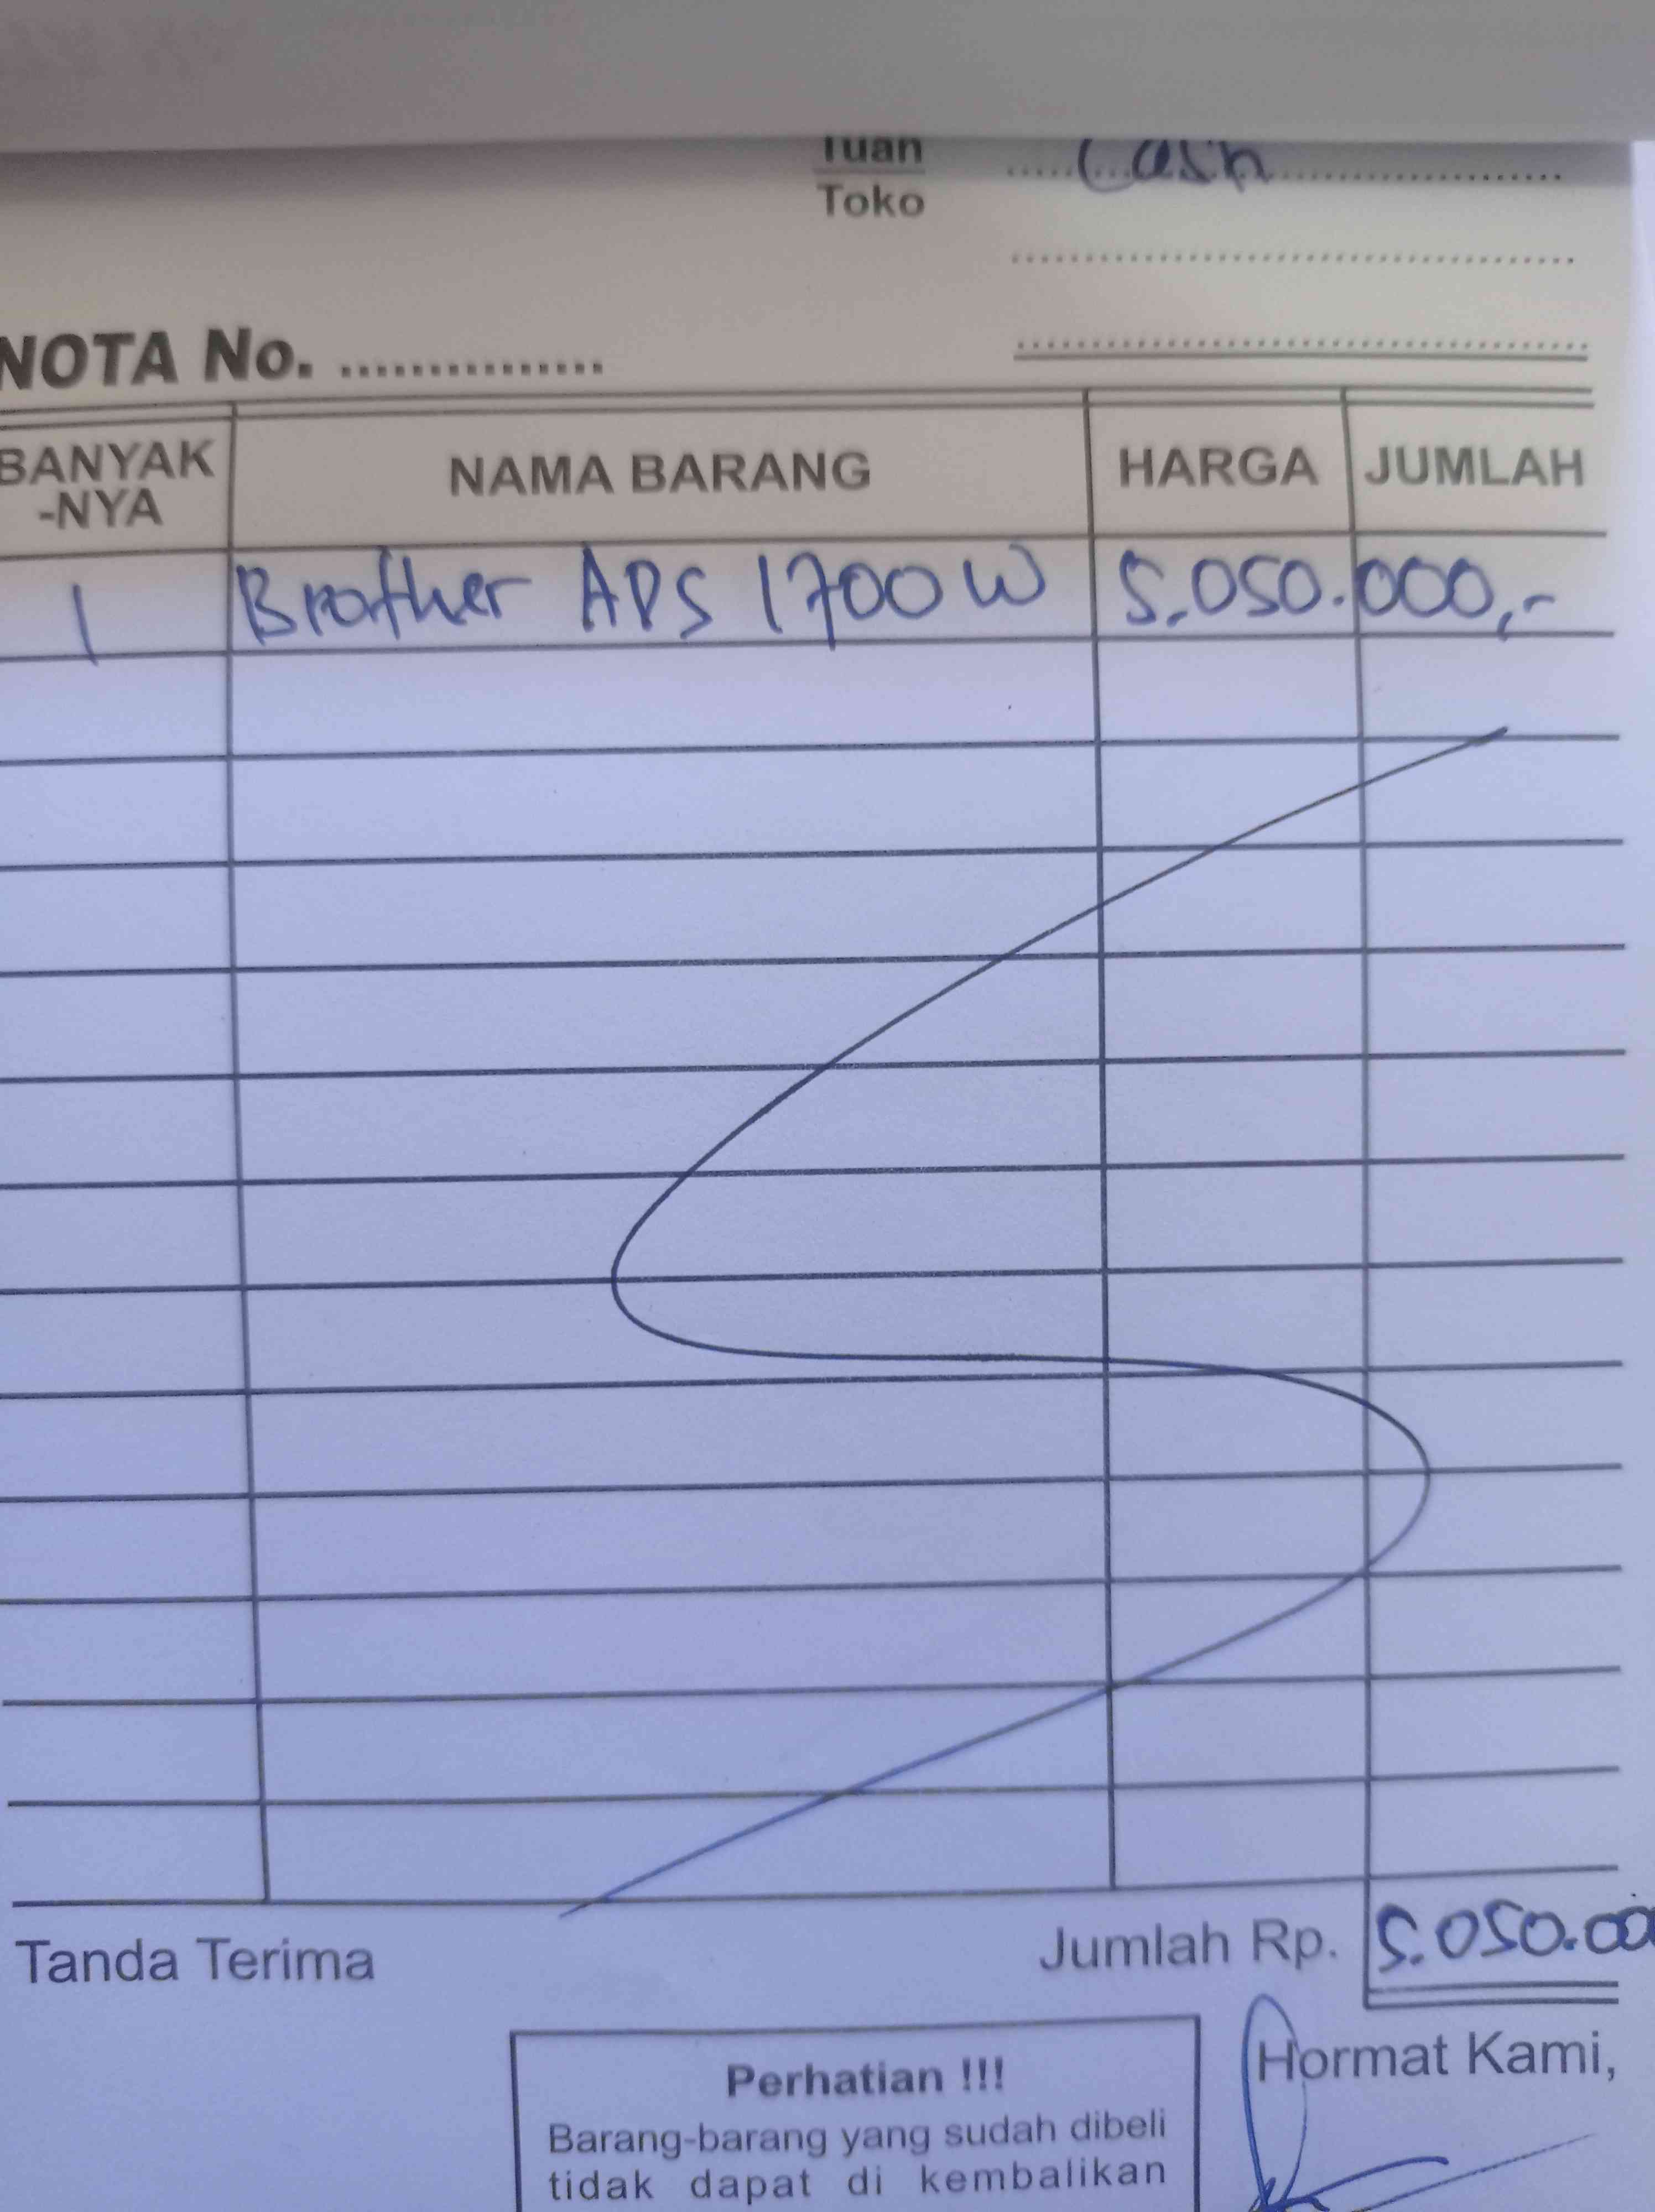 Tuan Cash
Toko
NOTA No. ...............
BANYAK NAMA BARANG HARGA JUMLAH
-NYA
1 Brother ADS 1700 W 5.050.000,-
Tanda Terima Jumlah Rp. 5.050.00
Hormat Kami,
Perhatian !!!
Barang-barang yang sudah dibeli
tidak dapat di kembalikan